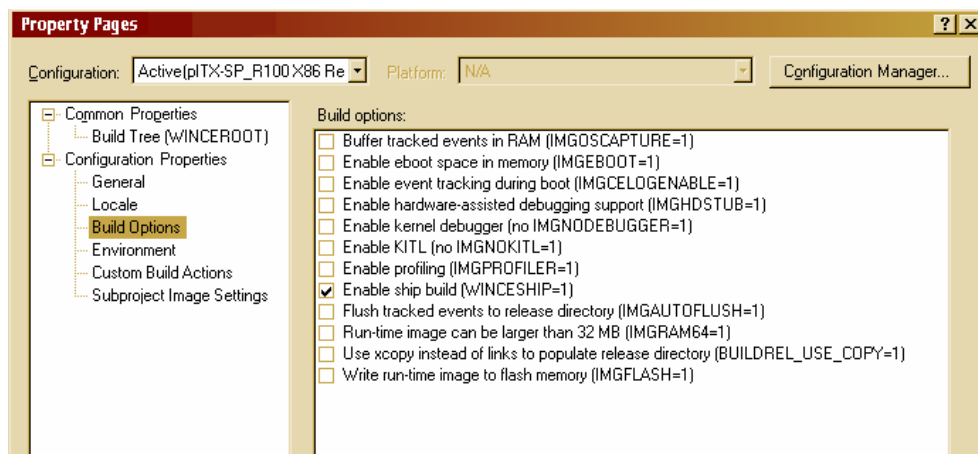 Property Pages
Configuration: Active(pITX-SP_R100 X86 Re Platform: N/A Configuration Manager...
Common Properties
Build Tree (WINCEROOT)
Configuration Properties
General
Locale
Build Options
Environment
Custom Build Actions
Subproject Image Settings
Build options:
Buffer tracked events in RAM (IMGOSCAPTURE=1)
Enable eboot space in memory (IMGEBOOT=1)
Enable event tracking during boot (IMGCELOGENABLE=1)
Enable hardware-assisted debugging support (IMGHDSTUB=1)
Enable kernel debugger (no IMGNODEBUGGER=1)
Enable KITL (no IMGNOKITL=1)
Enable profiling (IMGPROFILER=1)
Enable ship build (WINCESHIP=1)
Flush tracked events to release directory (IMGAUTOFLUSH=1)
Run-time image can be larger than 32 MB (IMGRAM64=1)
Use xcopy instead of links to populate release directory (BUILDREL_USE_COPY=1)
Write run-time image to flash memory (IMGFLASH=1)